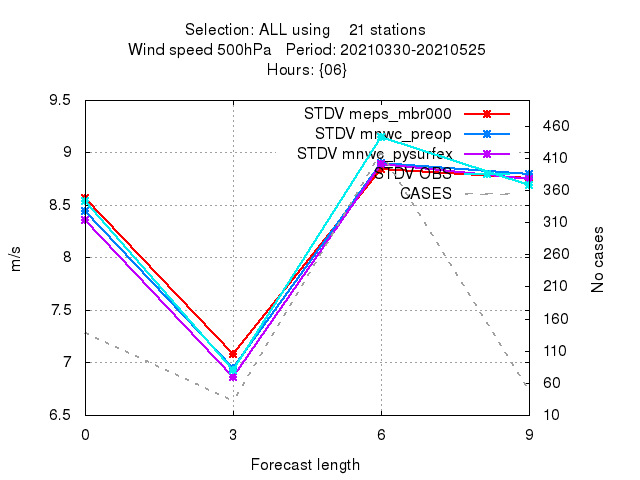 Selection: ALL using 21 stations
Wind speed 500hPa Period: 20210330-20210525
Hours: {06}
9.5
9
8.5
8
7.5
7
6.5
m/s
STDV meps_mbr000
STDV mnwc_preop
STDV mnwc_pysurfex
STDV OBS
CASES
460
410
360
310
260
210
160
110
60
10
No cases
0 3 6 9
Forecast length